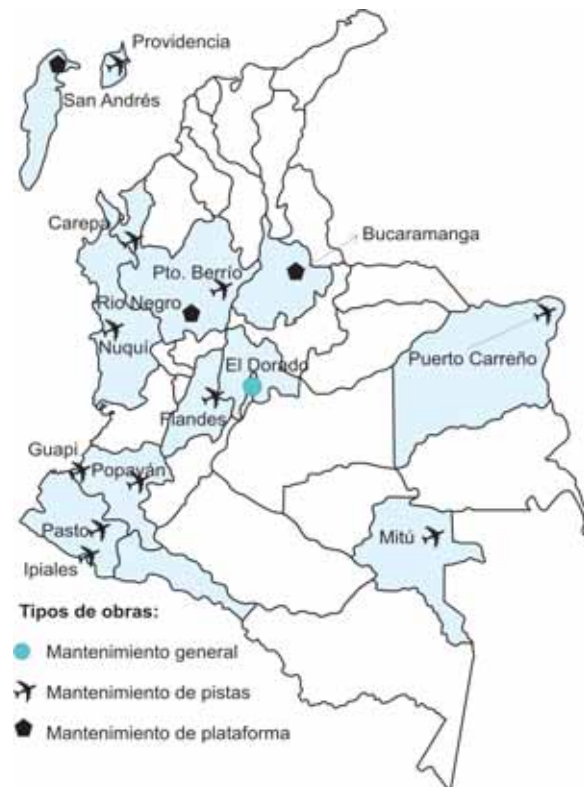 Providencia
San Andrés
Carepa
Bucaramanga
Pto. Berrío
Rio Negro
Nuquí
Puerto Carreño
El Dorado
Flandes
Guapi
Popayán
Pasto
Mitú
Ipiales
Tipos de obras:
Mantenimiento general
Mantenimiento de pistas
Mantenimiento de plataforma